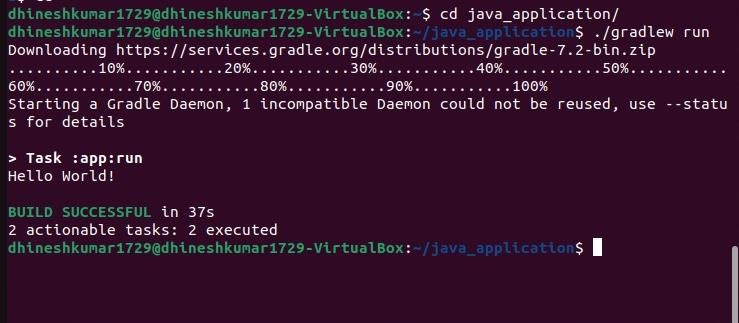 dhineshkumar1729@dhineshkumar1729-VirtualBox:~$ cd java_application/
dhineshkumar1729@dhineshkumar1729-VirtualBox:~/java_application$ ./gradlew run
Downloading https://services.gradle.org/distributions/gradle-7.2-bin.zip
..........10%...........20%...........30%...........40%...........50%...........
60%...........70%...........80%...........90%...........100%
Starting a Gradle Daemon, 1 incompatible Daemon could not be reused, use --statu
s for details
> Task :app:run
Hello World!
BUILD SUCCESSFUL in 37s
2 actionable tasks: 2 executed
dhineshkumar1729@dhineshkumar1729-VirtualBox:~/java_application$